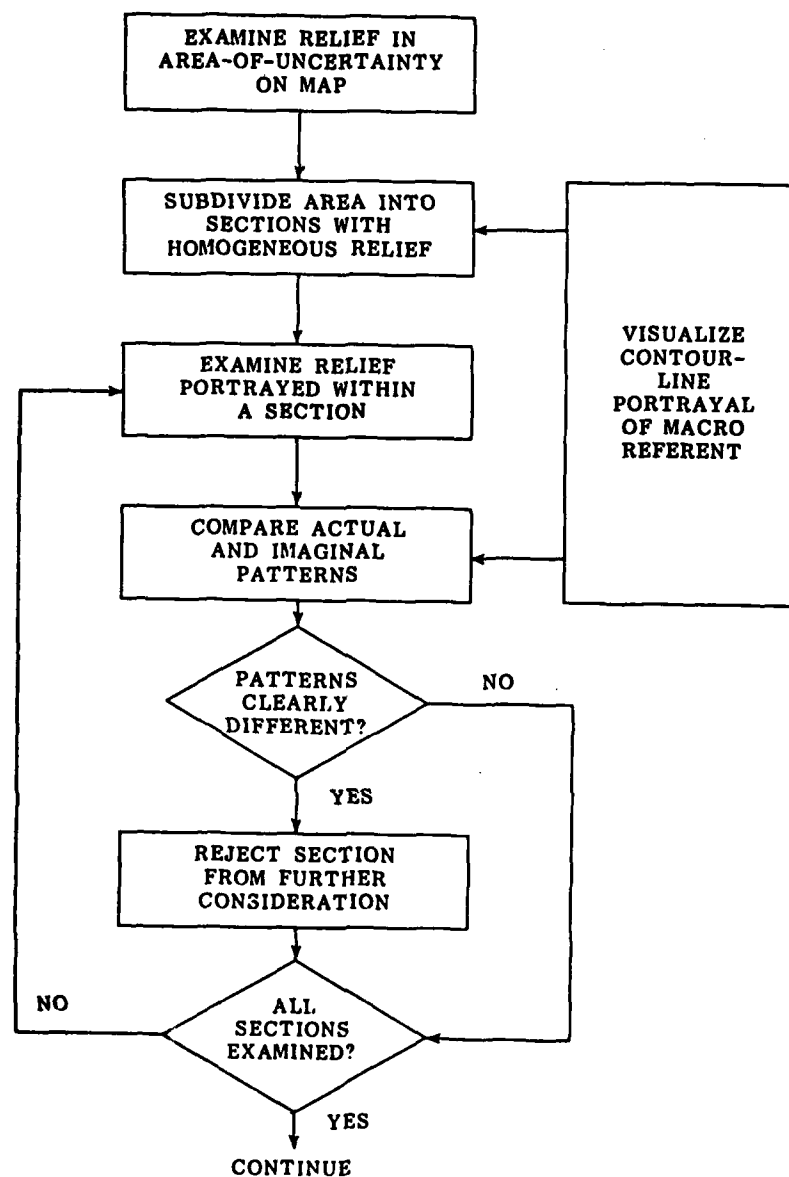 EXAMINE RELIEF IN
AREA-OF-UNCERTAINTY
ON MAP
SUBDIVIDE AREA INTO
SECTIONS WITH
HOMOGENEOUS RELIEF
VISUALIZE
CONTOUR-
LINE
PORTRAYAL
OF MACRO
REFERENT
EXAMINE RELIEF
PORTRAYED WITHIN
A SECTION
COMPARE ACTUAL
AND IMAGINAL
PATTERNS
PATTERNS
CLEARLY
DIFFERENT?
NO
YES
REJECT SECTION
FROM FURTHER
CONSIDERATION
NO
ALL
SECTIONS
EXAMINED?
YES
CONTINUE